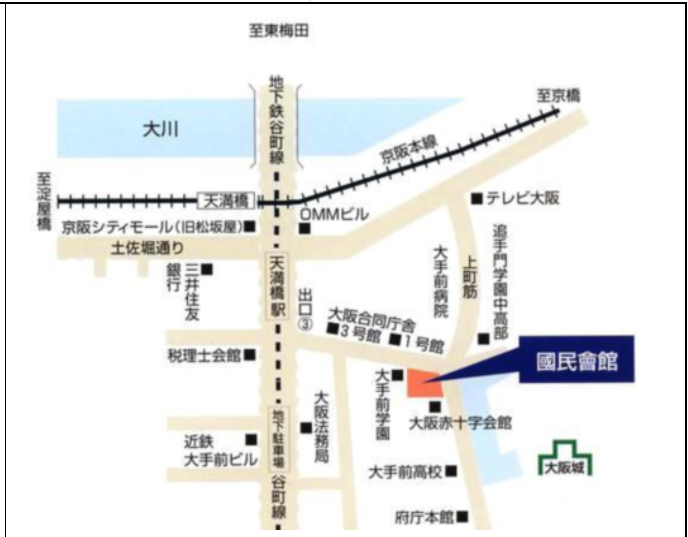 至東梅田
地下鉄谷町線
大川
至京橋
京阪本線
至淀屋橋
天満橋
OMMビル
テレビ大阪
京阪シティモール(旧松坂屋)
土佐堀通り
三井住友
銀行
天満橋駅
出口③
大阪合同庁舎
3号館
1号館
大手前病院
上町筋
追手門学園中高部
國民會館
税理士会館
大手前学園
大阪赤十字会館
大阪法務局
地下駐車場
近鉄
大手前ビル
大手前高校
大阪城
谷町線
府庁本館